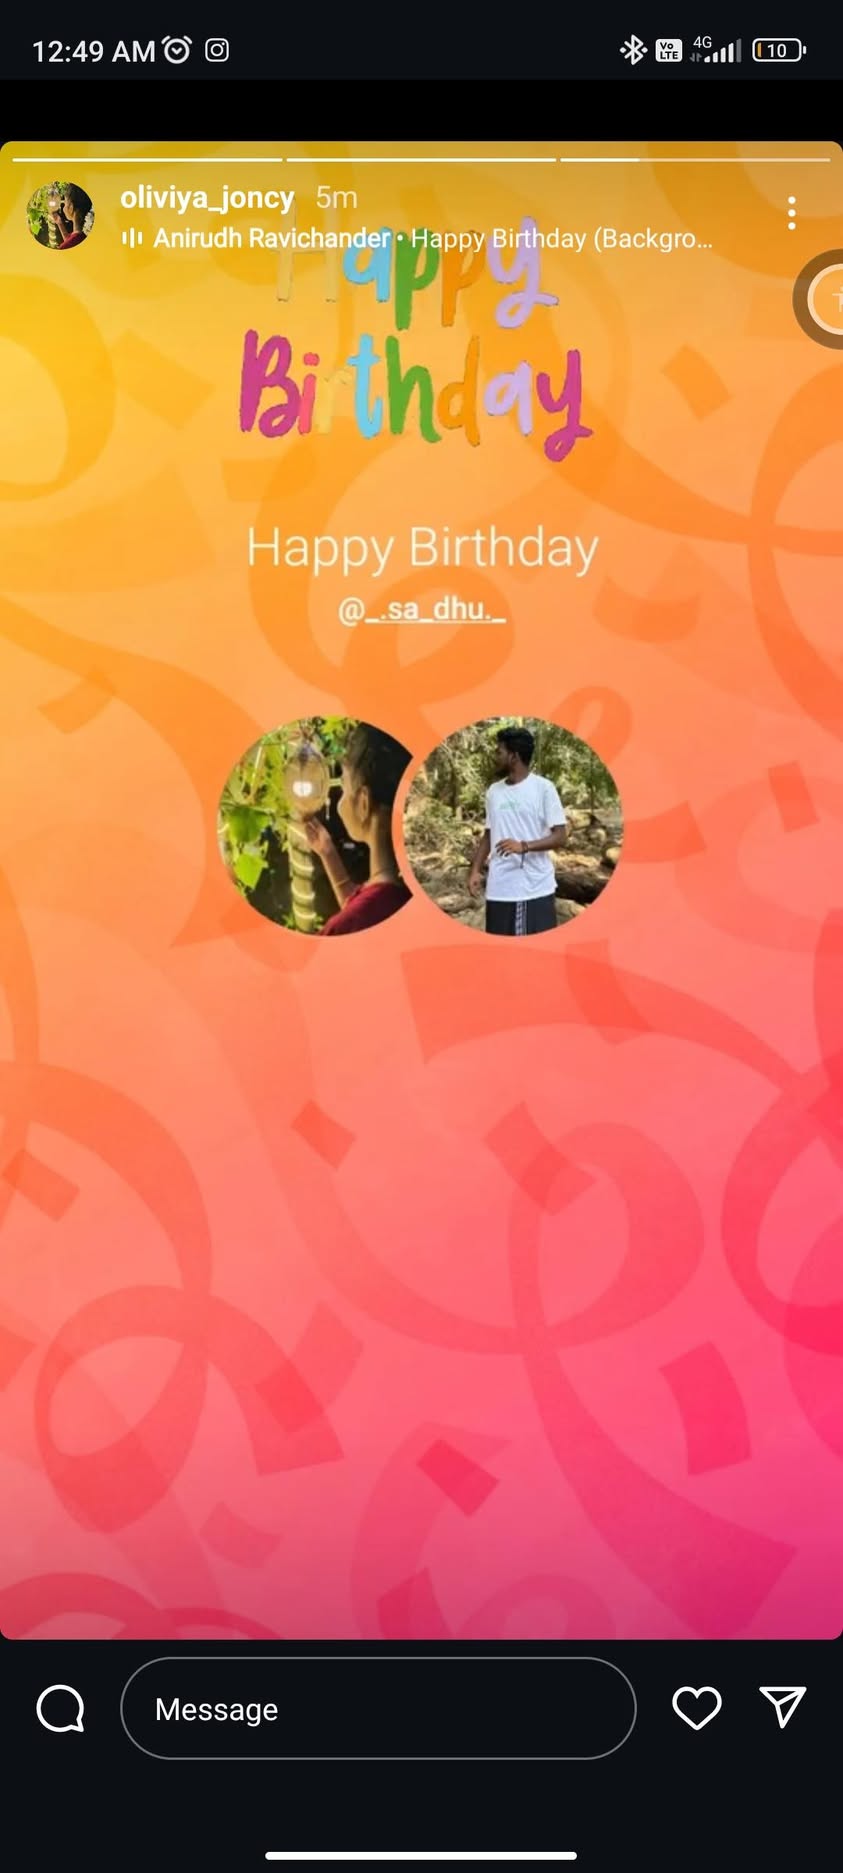 12:49 AM
Vo LTE 4G 10
oliviya_joncy 5m
Anirudh Ravichander • Happy Birthday (Backgro...
Happy
Birthday
Happy Birthday
@_.sa_dhu._
Message